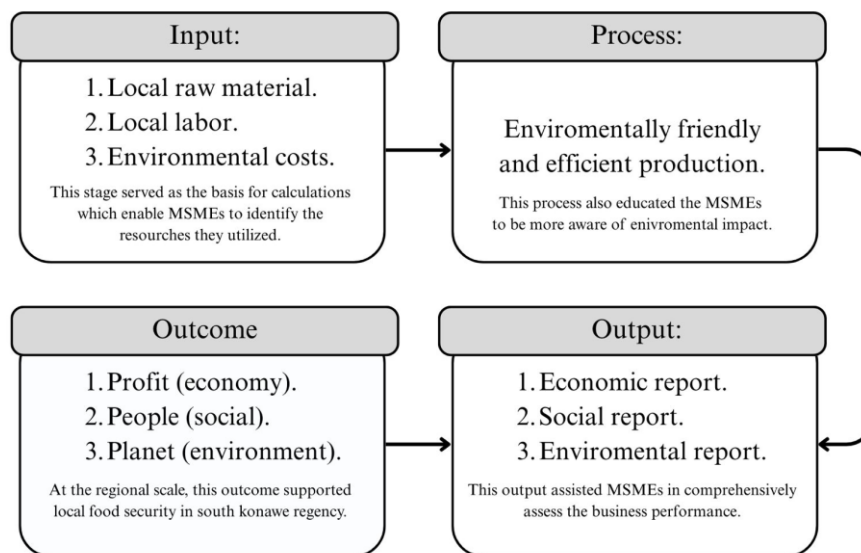 Input:
1. Local raw material.
2. Local labor.
3. Environmental costs.
This stage served as the basis for calculations
which enable MSMEs to identify the
resourches they utilized.
Process:
Enviromentally friendly
and efficient production.
This process also educated the MSMEs
to be more aware of enivromental impact.
Outcome
1. Profit (economy).
2. People (social).
3. Planet (environment).
At the regional scale, this outcome supported
local food security in south konawe regency.
Output:
1. Economic report.
2. Social report.
3. Enviromental report.
This output assisted MSMEs in comprehensively
assess the business performance.